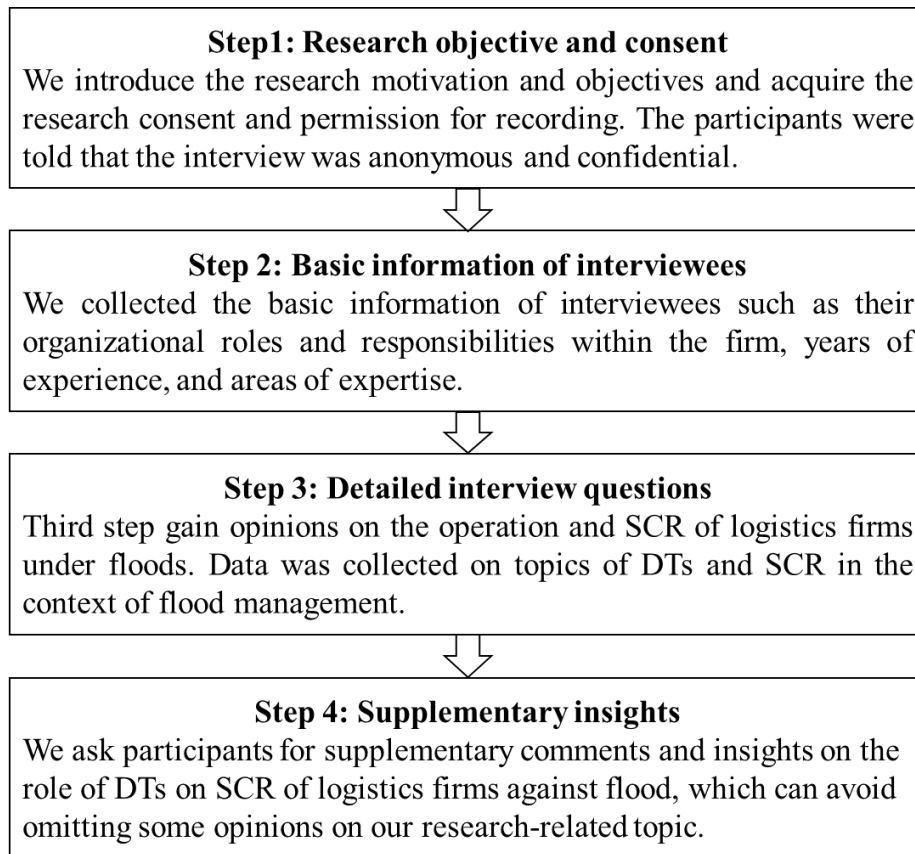 Step1: Research objective and consent
We introduce the research motivation and objectives and acquire the
research consent and permission for recording. The participants were
told that the interview was anonymous and confidential.
Step 2: Basic information of interviewees
We collected the basic information of interviewees such as their
organizational roles and responsibilities within the firm, years of
experience, and areas of expertise.
Step 3: Detailed interview questions
Third step gain opinions on the operation and SCR of logistics firms
under floods. Data was collected on topics of DTs and SCR in the
context of flood management.
Step 4: Supplementary insights
We ask participants for supplementary comments and insights on the
role of DTs on SCR of logistics firms against flood, which can avoid
omitting some opinions on our research-related topic.